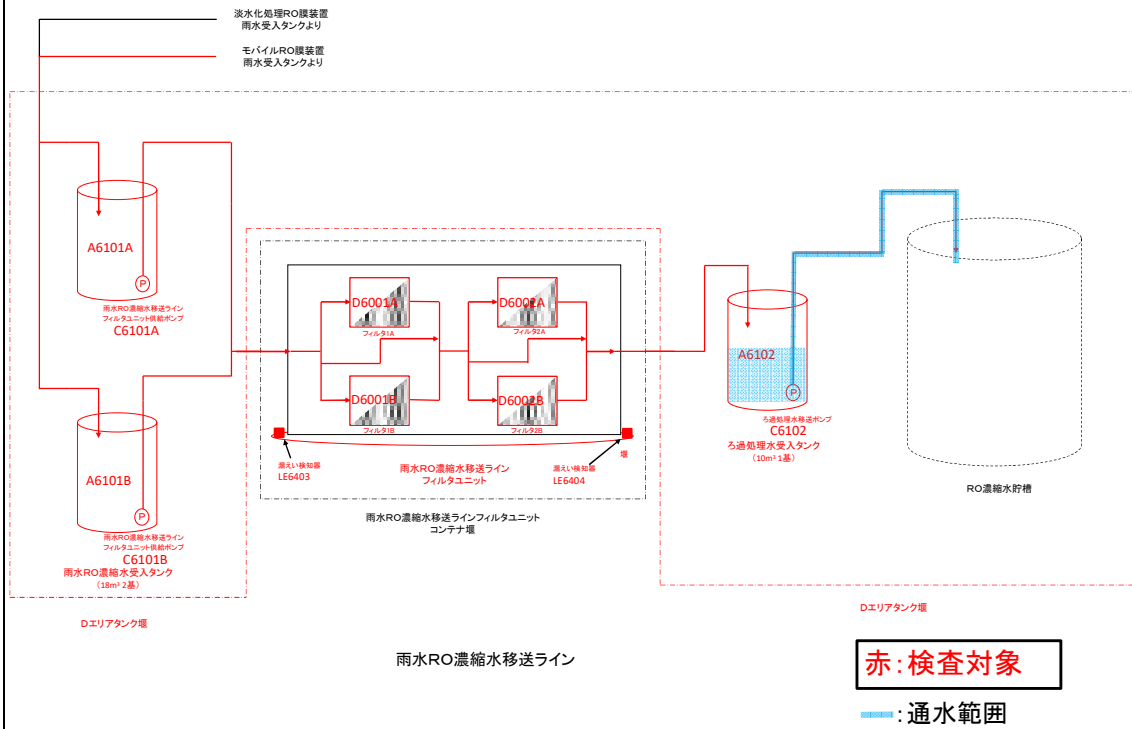 淡水化処理RO膜装置
雨水受入タンクより
モバイルRO膜装置
雨水受入タンクより
A6101A
P
雨水RO濃縮水移送ライン
フィルタユニット供給ポンプ
C6101A
A6101B
P
雨水RO濃縮水移送ライン
フィルタユニット供給ポンプ
C6101B
雨水RO濃縮水受入タンク
(18m³ 2基)
Dエリアタンク堰
D6001A
フィルタ1A
D6002A
フィルタ2A
D6001B
フィルタ1B
D6002B
フィルタ2B
漏えい検知器
LE6403
雨水RO濃縮水移送ライン
フィルタユニット
漏えい検知器
LE6404
堰
雨水RO濃縮水移送ラインフィルタユニット
コンテナ堰
A6102
P
ろ過処理水移送ポンプ
C6102
ろ過処理水受入タンク
(10m³ 1基)
RO濃縮水貯槽
Dエリアタンク堰
雨水RO濃縮水移送ライン
赤:検査対象
:通水範囲